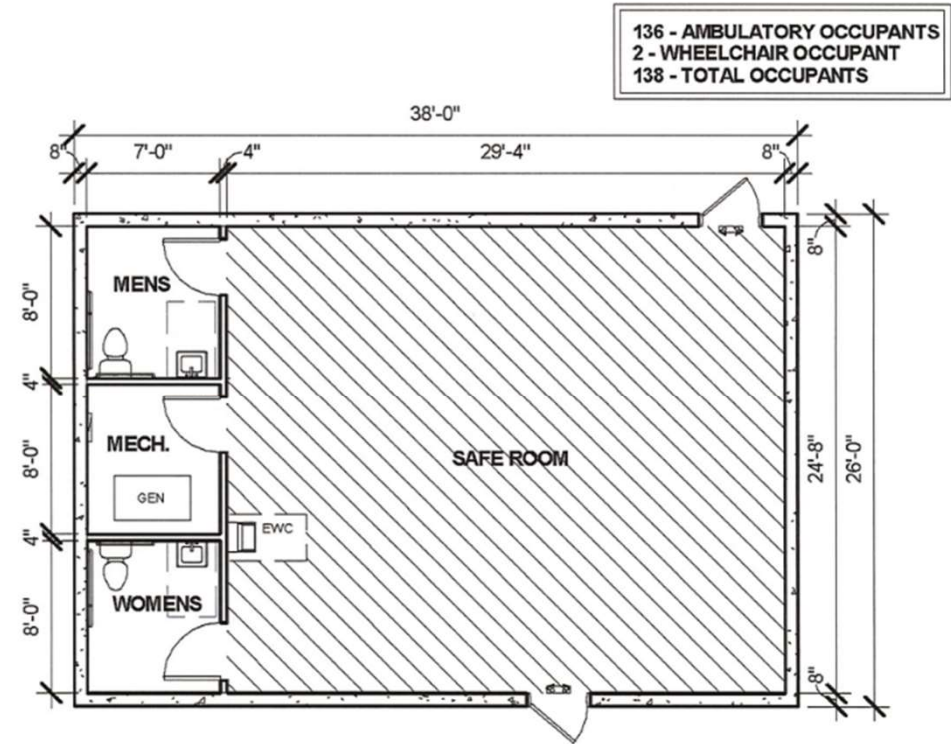 136 - AMBULATORY OCCUPANTS
2 - WHEELCHAIR OCCUPANT
138 - TOTAL OCCUPANTS
38'-0"
8"
7'-0"
4"
29'-4"
8"
8"
MENS
8'-0"
4"
MECH.
8'-0"
SAFE ROOM
24'-8"
26'-0"
GEN
EWC
4"
WOMENS
8'-0"
8"